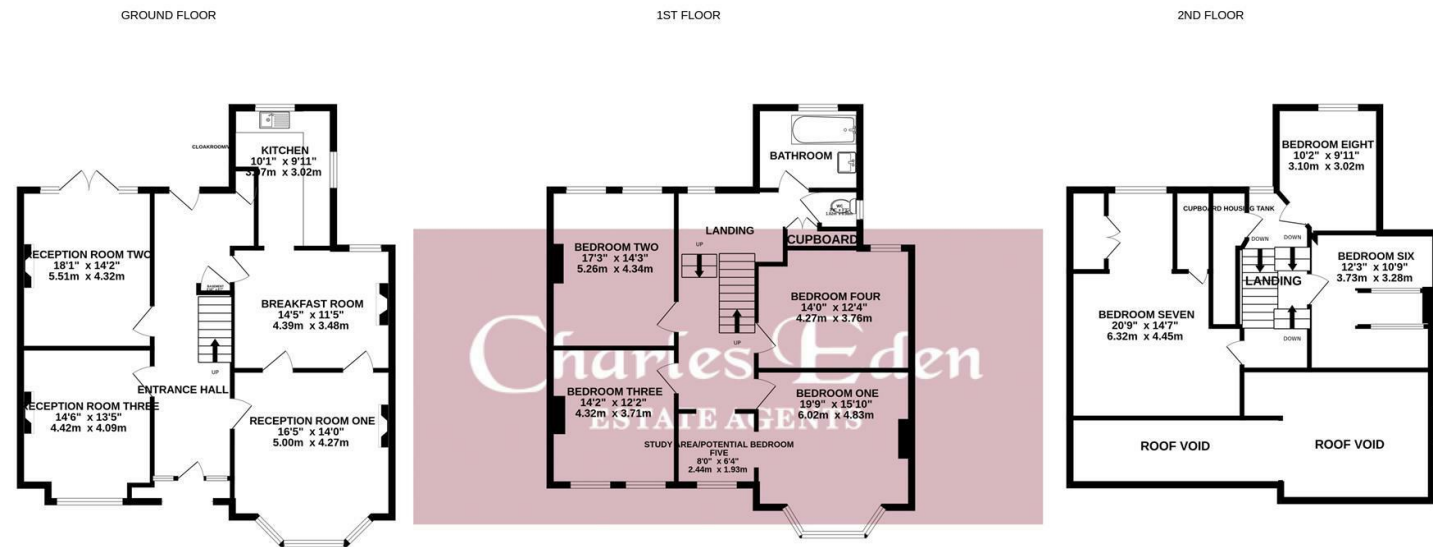 GROUND FLOOR
1ST FLOOR
2ND FLOOR
KITCHEN
10'1" x 9'11"
3.07m x 3.02m
RECEPTION ROOM TWO
18'1" x 14'2"
5.51m x 4.32m
BREAKFAST ROOM
14'5" x 11'5"
4.39m x 3.48m
UP
ENTRANCE HALL
RECEPTION ROOM THREE
14'6" x 13'5"
4.42m x 4.09m
RECEPTION ROOM ONE
16'5" x 14'0"
5.00m x 4.27m
BATHROOM
WC
LANDING
CUPBOARD
UP
BEDROOM TWO
17'3" x 14'3"
5.26m x 4.34m
BEDROOM FOUR
14'0" x 12'4"
4.27m x 3.76m
UP
Charles Eden
ESTATE AGENTS
BEDROOM THREE
14'2" x 12'2"
4.32m x 3.71m
BEDROOM ONE
19'9" x 15'10"
6.02m x 4.83m
STUDY AREA/POTENTIAL BEDROOM
FIVE
8'0" x 6'4"
2.44m x 1.93m
BEDROOM EIGHT
10'2" x 9'11"
3.10m x 3.02m
CUPBOARD HOUSING TANK
DOWN
DOWN
BEDROOM SIX
12'3" x 10'9"
3.73m x 3.28m
LANDING
BEDROOM SEVEN
20'9" x 14'7"
6.32m x 4.45m
DOWN
ROOF VOID
ROOF VOID